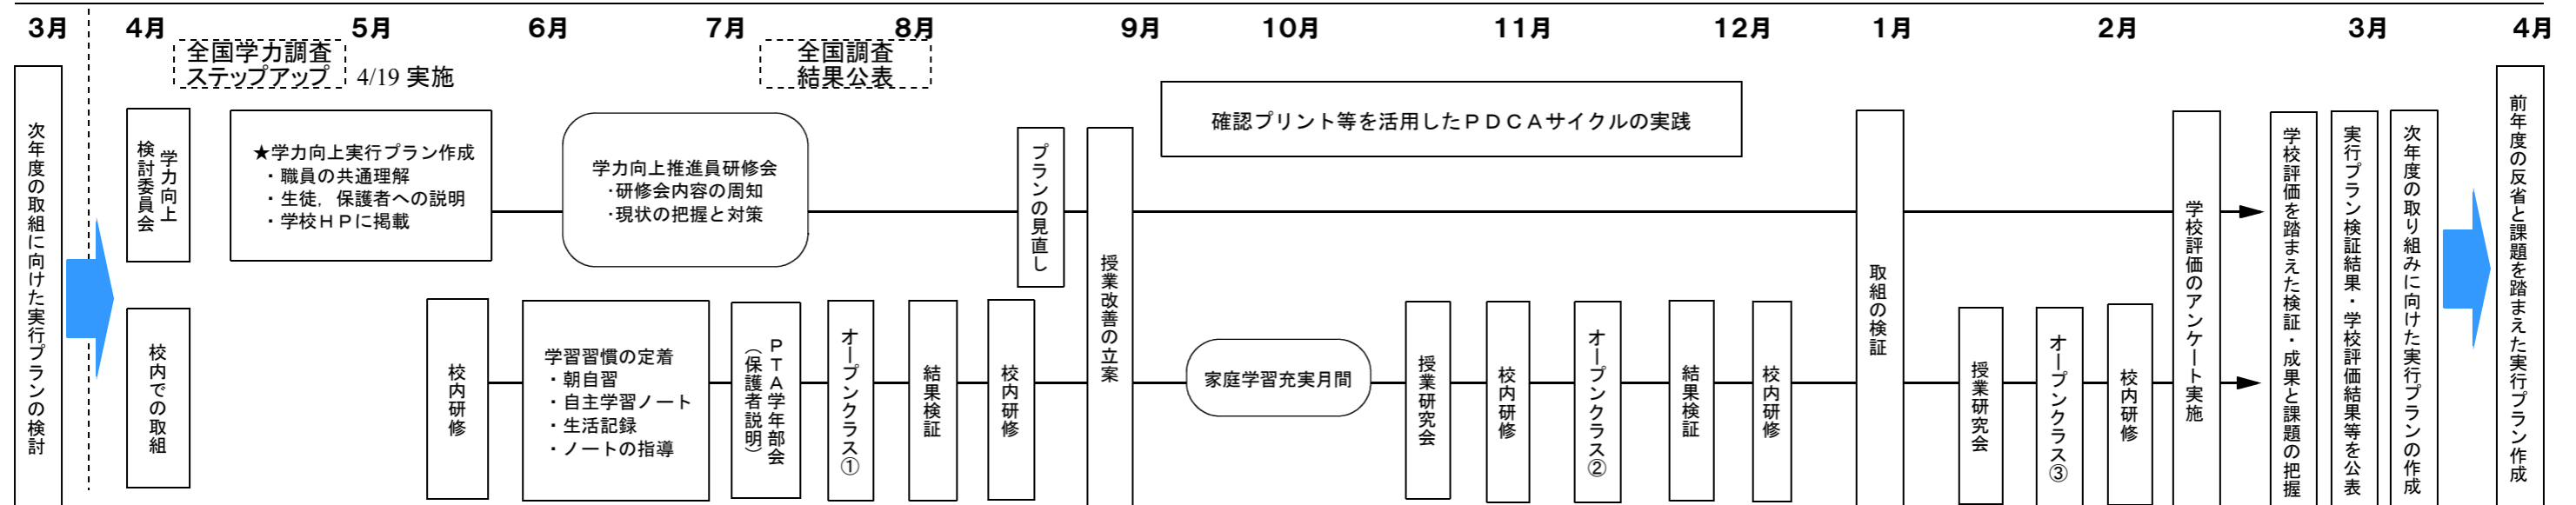 3月
4月
5月
6月
7月
8月
9月
10月
11月
12月
1月
2月
3月
4月
全国学力調査
ステップアップ
4/19 実施
全国調査
結果公表
次年度の取組に向けた実行プランの検討
学力向上
検討委員会
★学力向上実行プラン作成
・職員の共通理解
・生徒，保護者への説明
・学校ＨＰに掲載
学力向上推進員研修会
・研修会内容の周知
・現状の把握と対策
プランの見直し
授業改善の立案
確認プリント等を活用したＰＤＣＡサイクルの実践
取組の検証
学校評価のアンケート実施
学校評価を踏まえた検証・成果と課題の把握
実行プラン検証結果・学校評価結果等を公表
次年度の取り組みに向けた実行プランの作成
前年度の反省と課題を踏まえた実行プラン作成
校内での取組
校内研修
学習習慣の定着
・朝自習
・自主学習ノート
・生活記録
・ノートの指導
ＰＴＡ学年部会
（保護者説明）
オープンクラス①
結果検証
校内研修
家庭学習充実月間
授業研究会
校内研修
オープンクラス②
結果検証
校内研修
授業研究会
オープンクラス③
校内研修